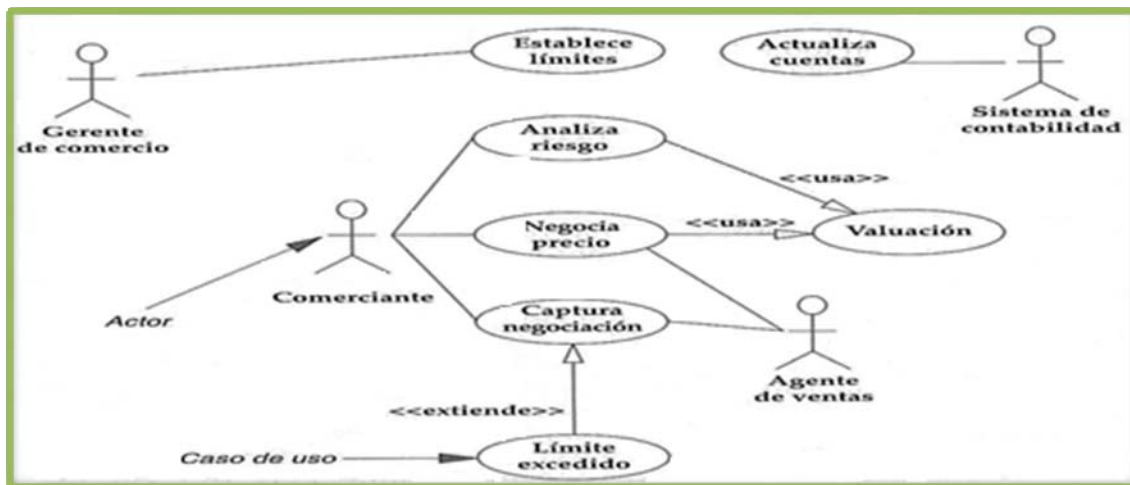 Establece
límites
Actualiza
cuentas
Gerente
de comercio
Sistema de
contabilidad
Analiza
riesgo
<<usa>>
Negocia
precio
<<usa>>
Valuación
Comerciante
Actor
Captura
negociación
Agente
de ventas
<<extiende>>
Caso de uso
Límite
excedido